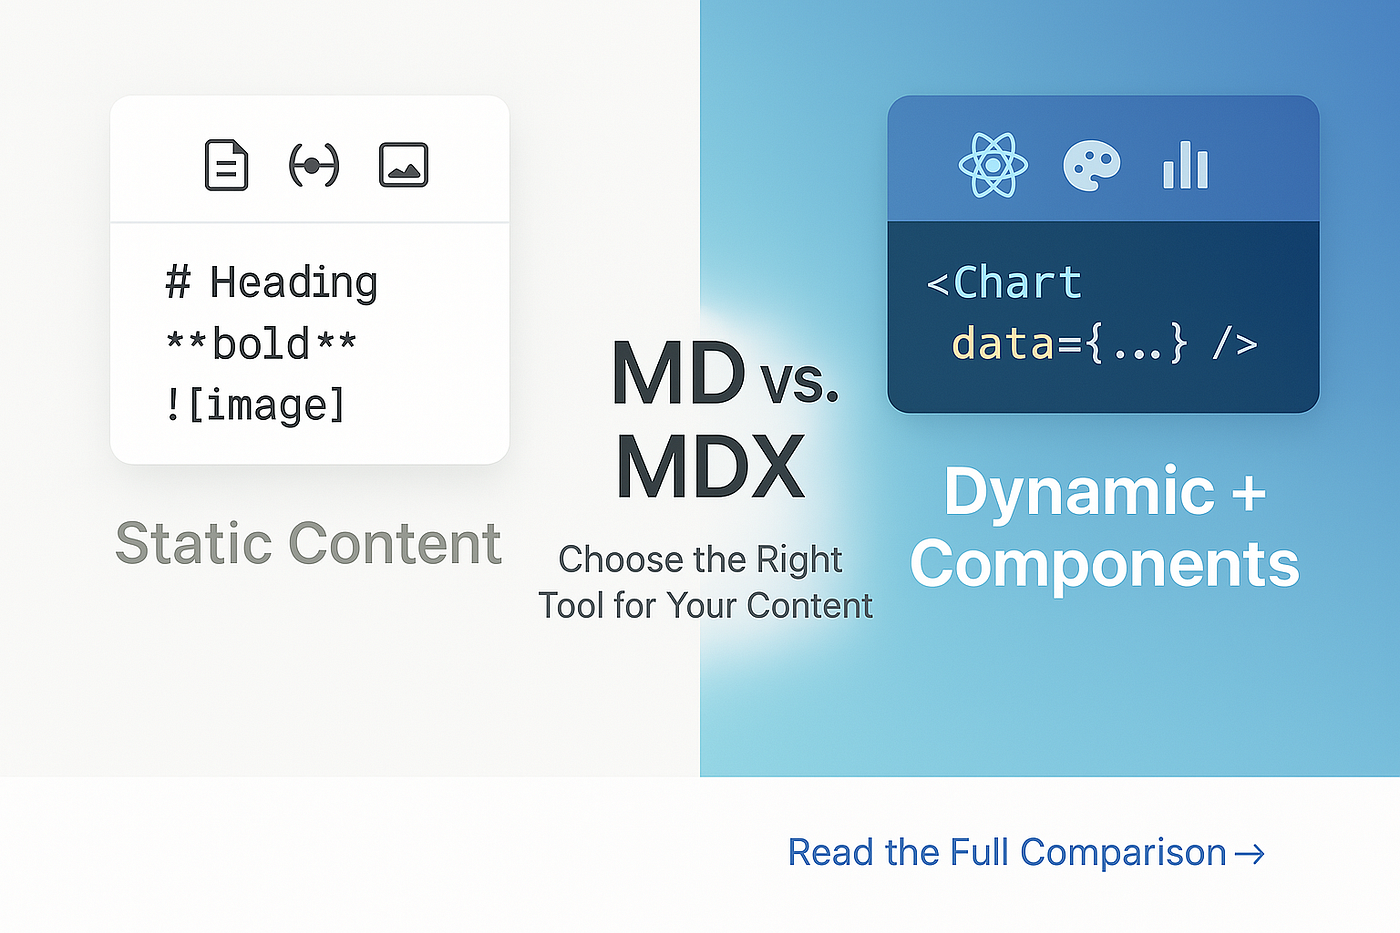 # Heading
**bold**
![image]
Static Content
MD vs.
MDX
Choose the Right
Tool for Your Content
<Chart
data={...} />
Dynamic +
Components
Read the Full Comparison →